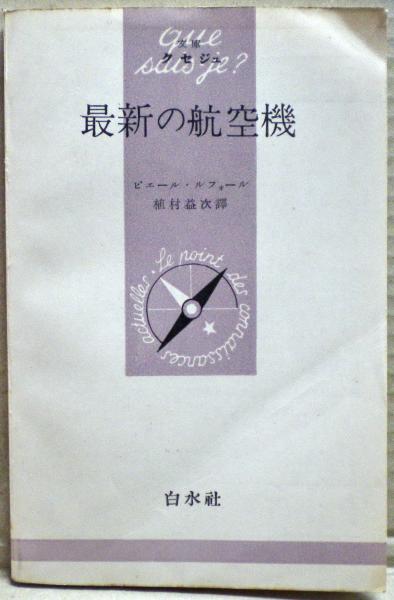 que
文庫
sais-je?
クセジュ
最新の航空機
ピエール・ルフォール
植村益次譯
le point des connaissances actuelles
白水社